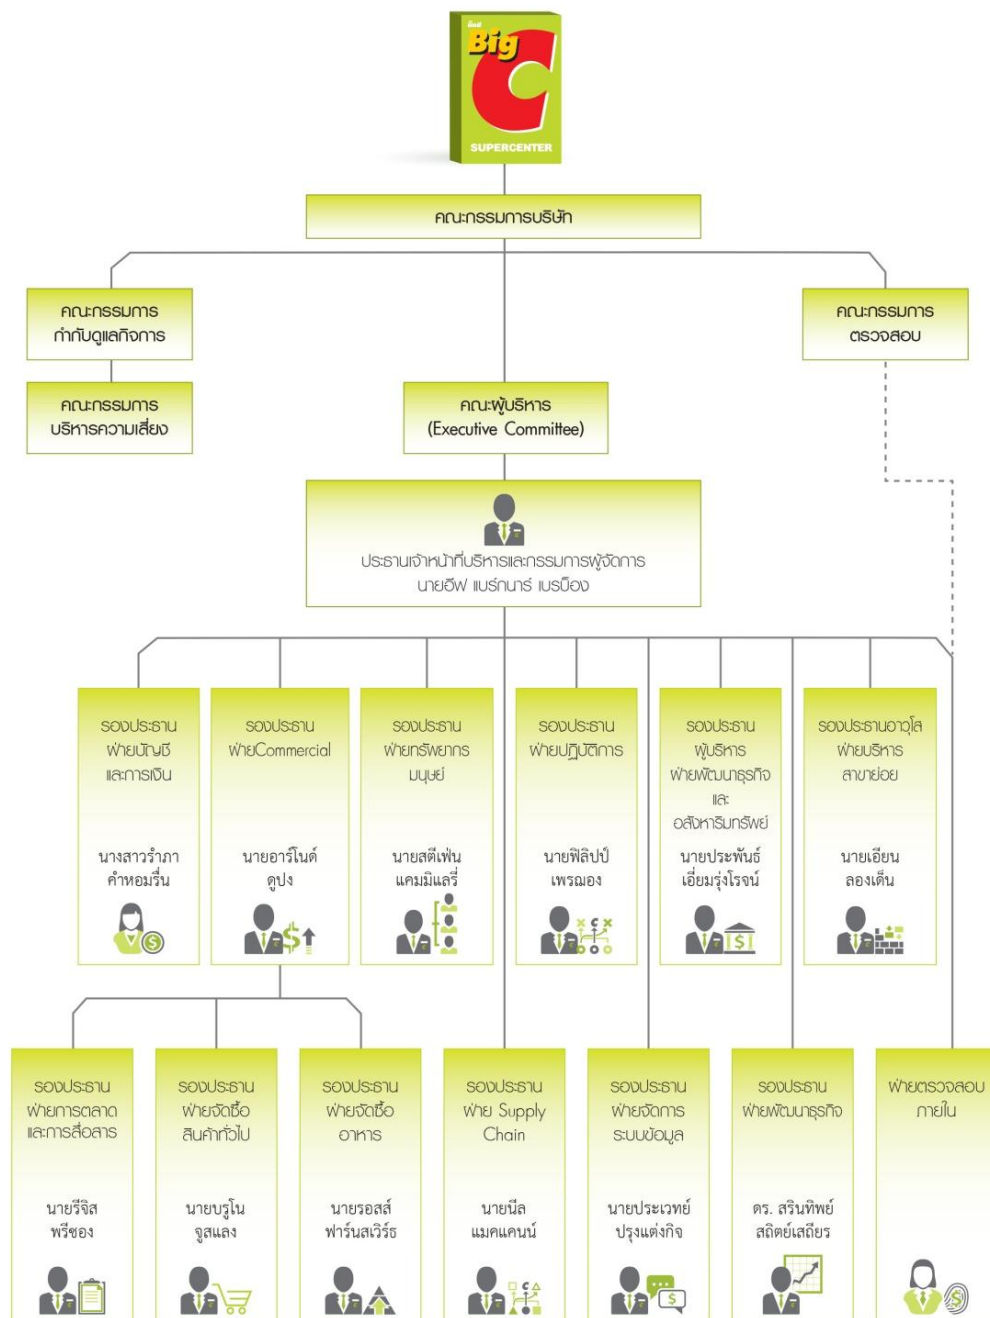 บิ๊กซี
Big
C
SUPERCENTER
คณะกรรมการบริษัท
คณะกรรมการ
กำกับดูแลกิจการ
คณะกรรมการ
ตรวจสอบ
คณะกรรมการ
บริหารความเสี่ยง
คณะผู้บริหาร
(Executive Committee)
ประธานเจ้าหน้าที่บริหารและกรรมการผู้จัดการ
นายอีฟ แบร์กนาร์ เบรบ็อง
รองประธาน
ฝ่ายบัญชี
และการเงิน
นางสาวรำภา
คำหอมรื่น
รองประธาน
ฝ่ายCommercial
นายอาร์โนด์
ดูปง
รองประธาน
ฝ่ายทรัพยากร
มนุษย์
นายสตีเฟ่น
แคมมิแลรี่
รองประธาน
ฝ่ายปฏิบัติการ
นายฟิลิปป์
เพรฌอง
รองประธาน
ผู้บริหาร
ฝ่ายพัฒนาธุรกิจ
และ
อสังหาริมทรัพย์
นายประพันธ์
เอี่ยมรุ่งโรจน์
รองประธานอาวุโส
ฝ่ายบริหาร
สาขาย่อย
นายเอียน
ลองเด็น
รองประธาน
ฝ่ายการตลาด
และการสื่อสาร
นายรีจิส
พรีซอง
รองประธาน
ฝ่ายจัดซื้อ
สินค้าทั่วไป
นายบรูโน
จูสแลง
รองประธาน
ฝ่ายจัดซื้อ
อาหาร
นายรอสส์
ฟาร์นสเวิร์ธ
รองประธาน
ฝ่าย Supply
Chain
นายนีล
แมคแคนน์
รองประธาน
ฝ่ายจัดการ
ระบบข้อมูล
นายประเวทย์
ปรุงแต่งกิจ
รองประธาน
ฝ่ายพัฒนาธุรกิจ
ดร. สรินทิพย์
สถิตย์เสถียร
ฝ่ายตรวจสอบ
ภายใน